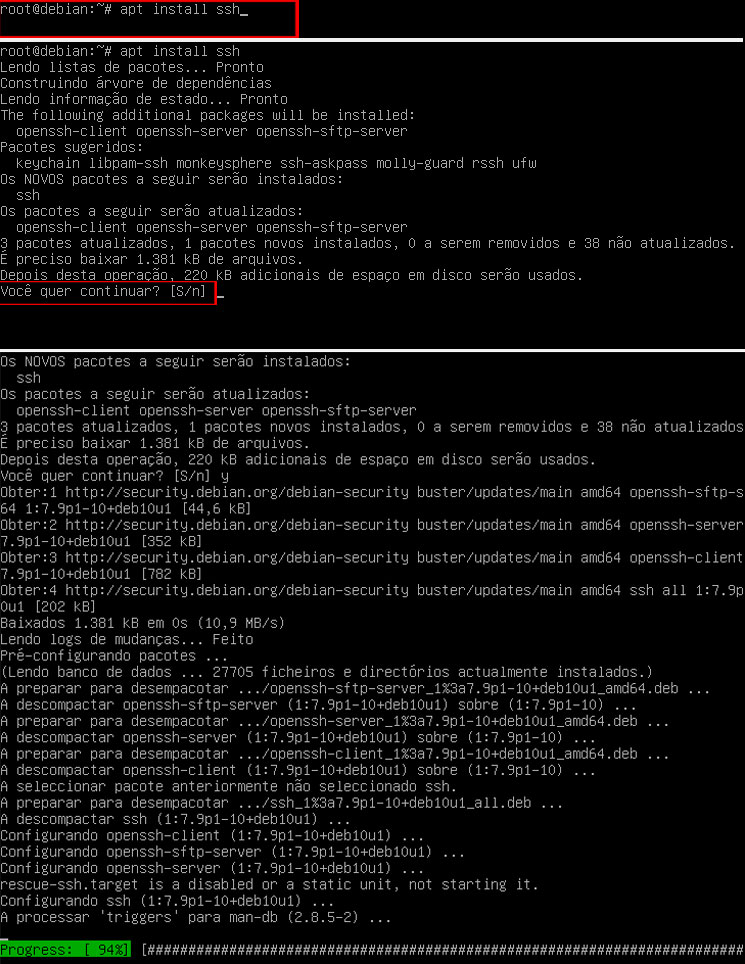 root@debian:~# apt install ssh_
root@debian:~# apt install ssh
Lendo listas de pacotes... Pronto
Construindo árvore de dependências
Lendo informação de estado... Pronto
The following additional packages will be installed:
  openssh-client openssh-server openssh-sftp-server
Pacotes sugeridos:
  keychain libpam-ssh monkeysphere ssh-askpass molly-guard rssh ufw
Os NOVOS pacotes a seguir serão instalados:
  ssh
Os pacotes a seguir serão atualizados:
  openssh-client openssh-server openssh-sftp-server
3 pacotes atualizados, 1 pacotes novos instalados, 0 a serem removidos e 38 não atualizados.
É preciso baixar 1.381 kB de arquivos.
Depois desta operação, 220 kB adicionais de espaço em disco serão usados.
Você quer continuar? [S/n] _
Os NOVOS pacotes a seguir serão instalados:
  ssh
Os pacotes a seguir serão atualizados:
  openssh-client openssh-server openssh-sftp-server
3 pacotes atualizados, 1 pacotes novos instalados, 0 a serem removidos e 38 não atualizados
É preciso baixar 1.381 kB de arquivos.
Depois desta operação, 220 kB adicionais de espaço em disco serão usados.
Você quer continuar? [S/n] y
Obter:1 http://security.debian.org/debian-security buster/updates/main amd64 openssh-sftp-s
64 1:7.9p1-10+deb10u1 [44,6 kB]
Obter:2 http://security.debian.org/debian-security buster/updates/main amd64 openssh-server
7.9p1-10+deb10u1 [352 kB]
Obter:3 http://security.debian.org/debian-security buster/updates/main amd64 openssh-client
7.9p1-10+deb10u1 [782 kB]
Obter:4 http://security.debian.org/debian-security buster/updates/main amd64 ssh all 1:7.9p
0u1 [202 kB]
Baixados 1.381 kB em 0s (10,9 MB/s)
Lendo logs de mudanças... Feito
Pré-configurando pacotes ...
(Lendo banco de dados ... 27705 ficheiros e directórios actualmente instalados.)
A preparar para desempacotar .../openssh-sftp-server_1%3a7.9p1-10+deb10u1_amd64.deb ...
A descompactar openssh-sftp-server (1:7.9p1-10+deb10u1) sobre (1:7.9p1-10) ...
A preparar para desempacotar .../openssh-server_1%3a7.9p1-10+deb10u1_amd64.deb ...
A descompactar openssh-server (1:7.9p1-10+deb10u1) sobre (1:7.9p1-10) ...
A preparar para desempacotar .../openssh-client_1%3a7.9p1-10+deb10u1_amd64.deb ...
A descompactar openssh-client (1:7.9p1-10+deb10u1) sobre (1:7.9p1-10) ...
A seleccionar pacote anteriormente não seleccionado ssh.
A preparar para desempacotar .../ssh_1%3a7.9p1-10+deb10u1_all.deb ...
A descompactar ssh (1:7.9p1-10+deb10u1) ...
Configurando openssh-client (1:7.9p1-10+deb10u1) ...
Configurando openssh-sftp-server (1:7.9p1-10+deb10u1) ...
Configurando openssh-server (1:7.9p1-10+deb10u1) ...
rescue-ssh.target is a disabled or a static unit, not starting it.
Configurando ssh (1:7.9p1-10+deb10u1) ...
A processar 'triggers' para man-db (2.8.5-2) ...
Progress: [ 94%] [###########################################################################